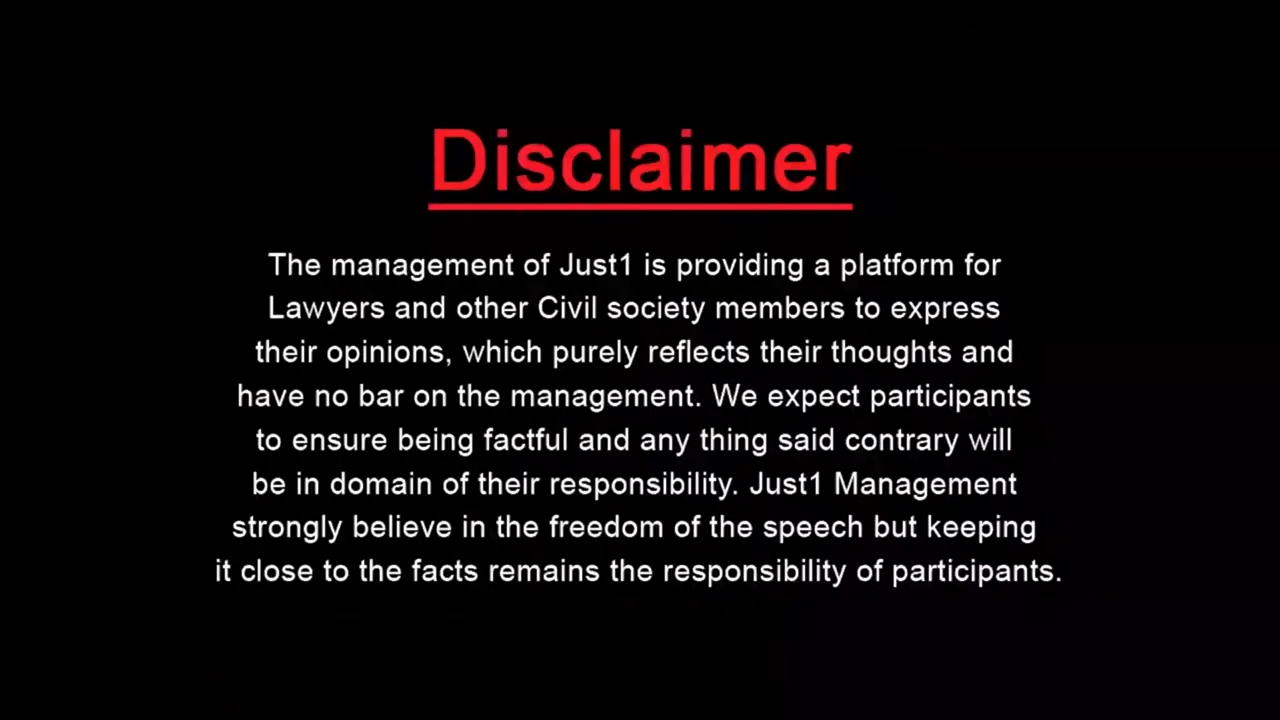 Disclaimer
The management of Just1 is providing a platform for
Lawyers and other Civil society members to express
their opinions, which purely reflects their thoughts and
have no bar on the management. We expect participants
to ensure being factful and any thing said contrary will
be in domain of their responsibility. Just1 Management
strongly believe in the freedom of the speech but keeping
it close to the facts remains the responsibility of participants.